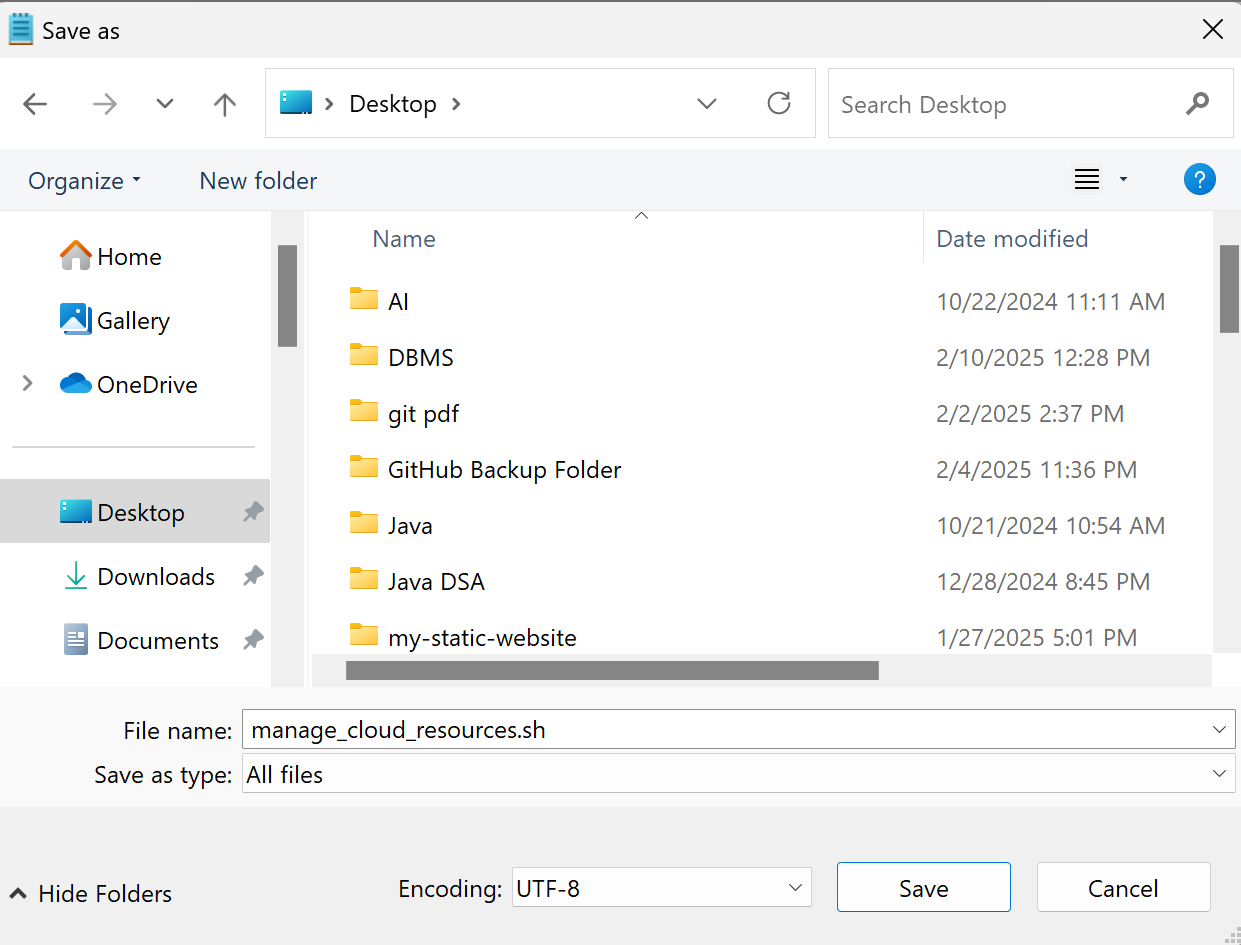 Save as
Desktop
Search Desktop
Organize
New folder
?
Home
Gallery
OneDrive
Desktop
Downloads
Documents
Name Date modified
AI 10/22/2024 11:11 AM
DBMS 2/10/2025 12:28 PM
git pdf 2/2/2025 2:37 PM
GitHub Backup Folder 2/4/2025 11:36 PM
Java 10/21/2024 10:54 AM
Java DSA 12/28/2024 8:45 PM
my-static-website 1/27/2025 5:01 PM
File name: manage_cloud_resources.sh
Save as type: All files
Hide Folders
Encoding: UTF-8
Save
Cancel